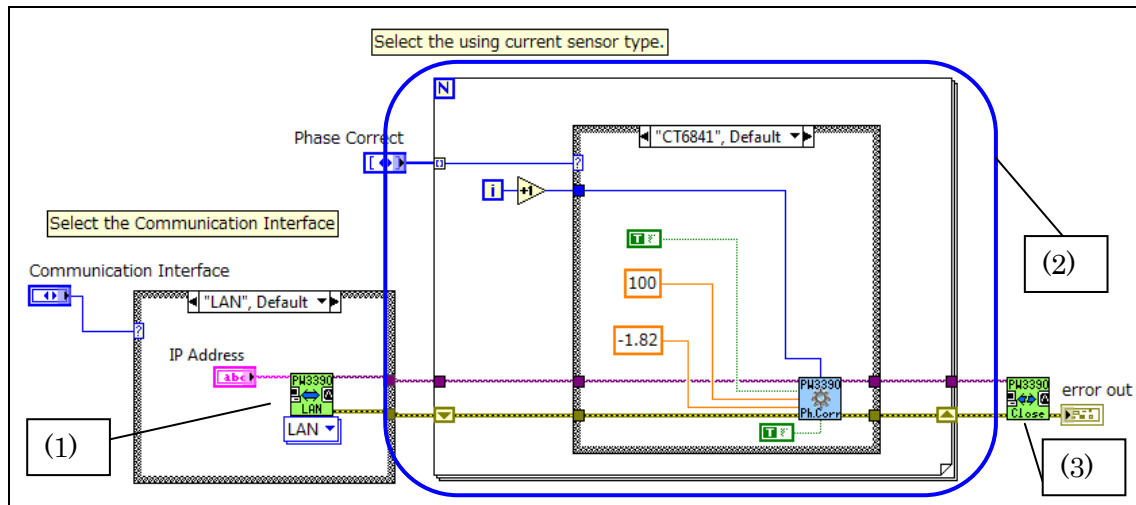 Select the using current sensor type.
N
Phase Correct
"CT6841", Default
?
i
+1
Select the Communication Interface
T
(2)
Communication Interface
"LAN", Default
100
?
-1.82
IP Address
abc
PW3390
LAN
PW3390
Ph.Corr
PW3390
Close
error out
LAN
T
(1)
(3)